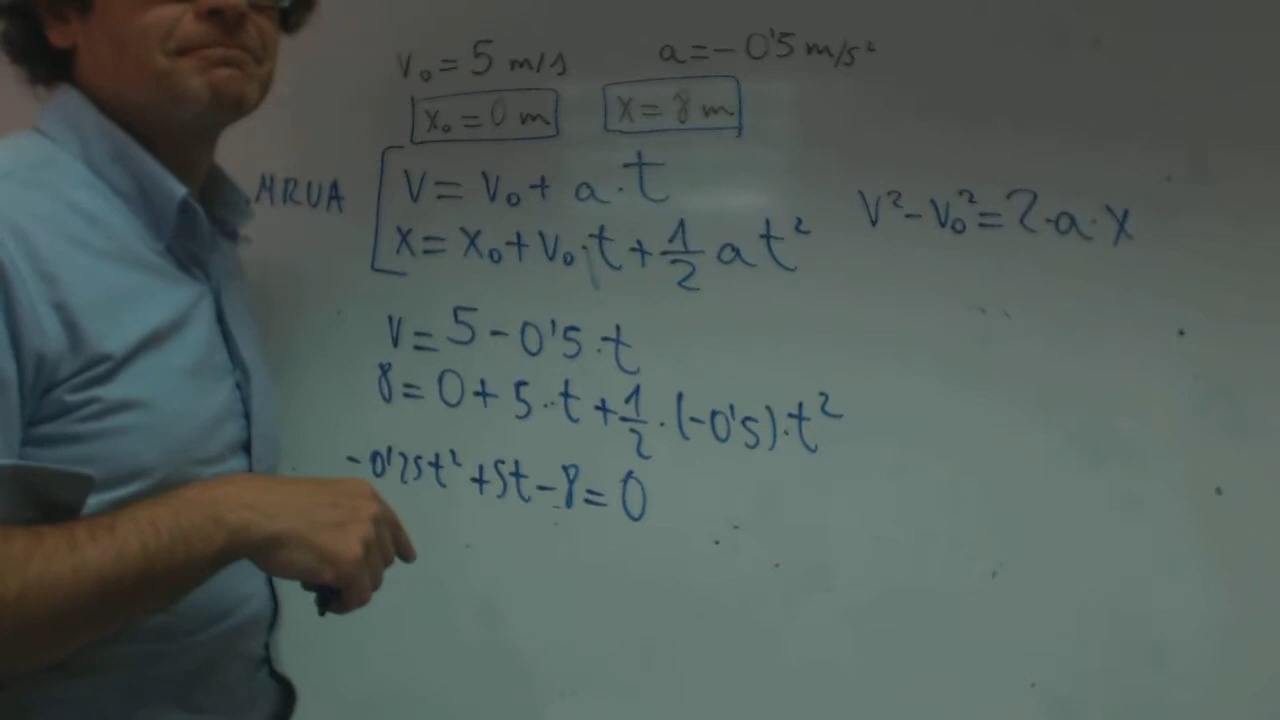 v₀ = 5 m/s   a = - 0'5 m/s²
x₀ = 0 m   x = 8 m
MRUA
v = v₀ + a · t
x = x₀ + v₀ · t + 1/2 a t²
v² - v₀² = 2 · a · x
v = 5 - 0'5 · t
8 = 0 + 5 · t + 1/2 · (-0'5) · t²
-0'25t² + 5t - 8 = 0